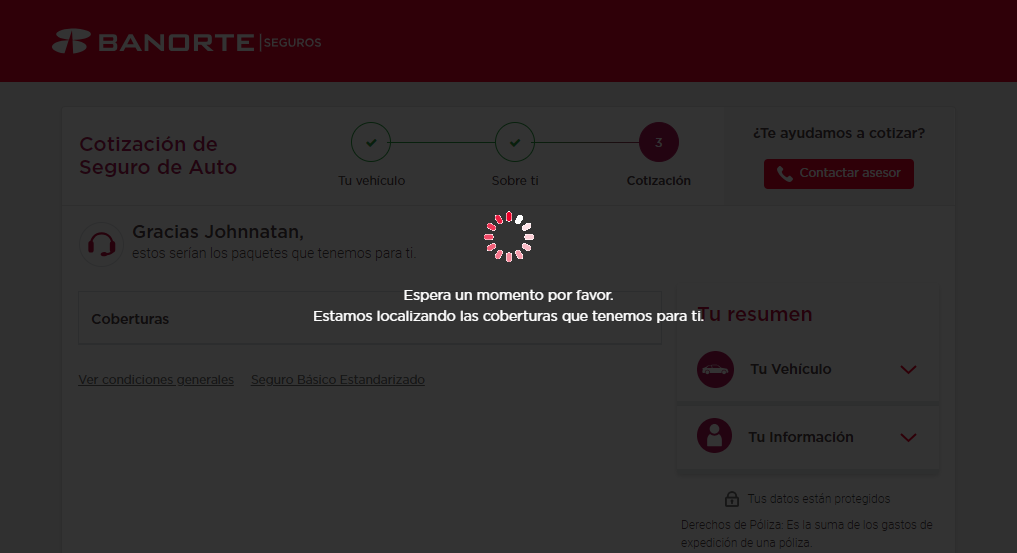 BANORTE SEGUROS
Cotización de
Seguro de Auto
Tu vehículo
Sobre ti
3
Cotización
¿Te ayudamos a cotizar?
Contactar asesor
Gracias Johnnatan,
estos serían los paquetes que tenemos para ti.
Espera un momento por favor.
Estamos localizando las coberturas que tenemos para ti.
Coberturas
Ver condiciones generales
Seguro Básico Estandarizado
Tu resumen
Tu Vehículo
Tu Información
Tus datos están protegidos
Derechos de Póliza: Es la suma de los gastos de
expedición de una póliza.